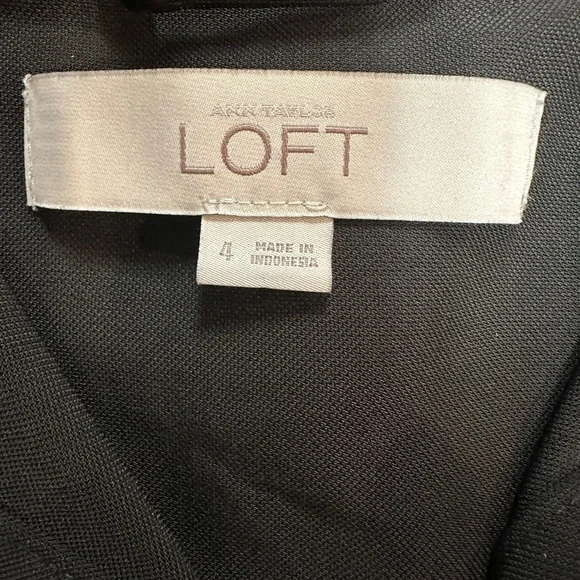 ANN TAYLOR
LOFT
4
MADE IN
INDONESIA